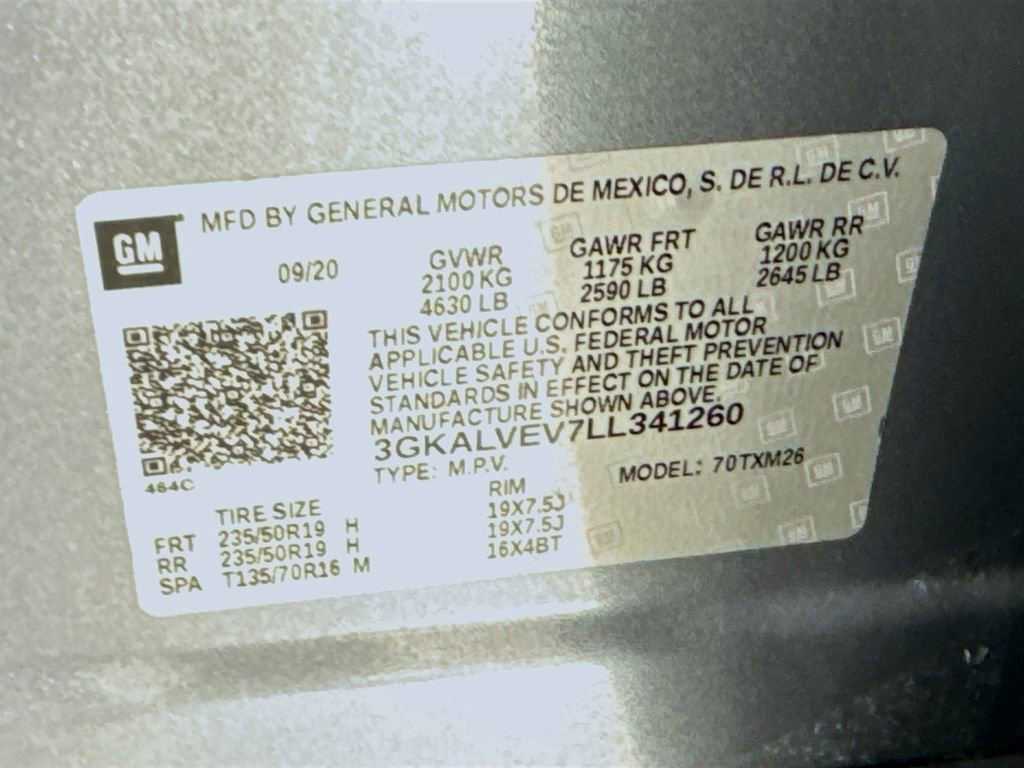 GM
MFD BY GENERAL MOTORS DE MEXICO, S. DE R.L. DE C.V.
09/20
GVWR
2100 KG
4630 LB
GAWR FRT
1175 KG
2590 LB
GAWR RR
1200 KG
2645 LB
THIS VEHICLE CONFORMS TO ALL
APPLICABLE U.S. FEDERAL MOTOR
VEHICLE SAFETY AND THEFT PREVENTION
STANDARDS IN EFFECT ON THE DATE OF
MANUFACTURE SHOWN ABOVE.
3GKALVEV7LL341260
TYPE: M.P.V. MODEL: 70TXM26
464C
TIRE SIZE RIM
FRT 235/50R19 H 19X7.5J
RR 235/50R19 H 19X7.5J
SPA T135/70R16 M 16X4BT